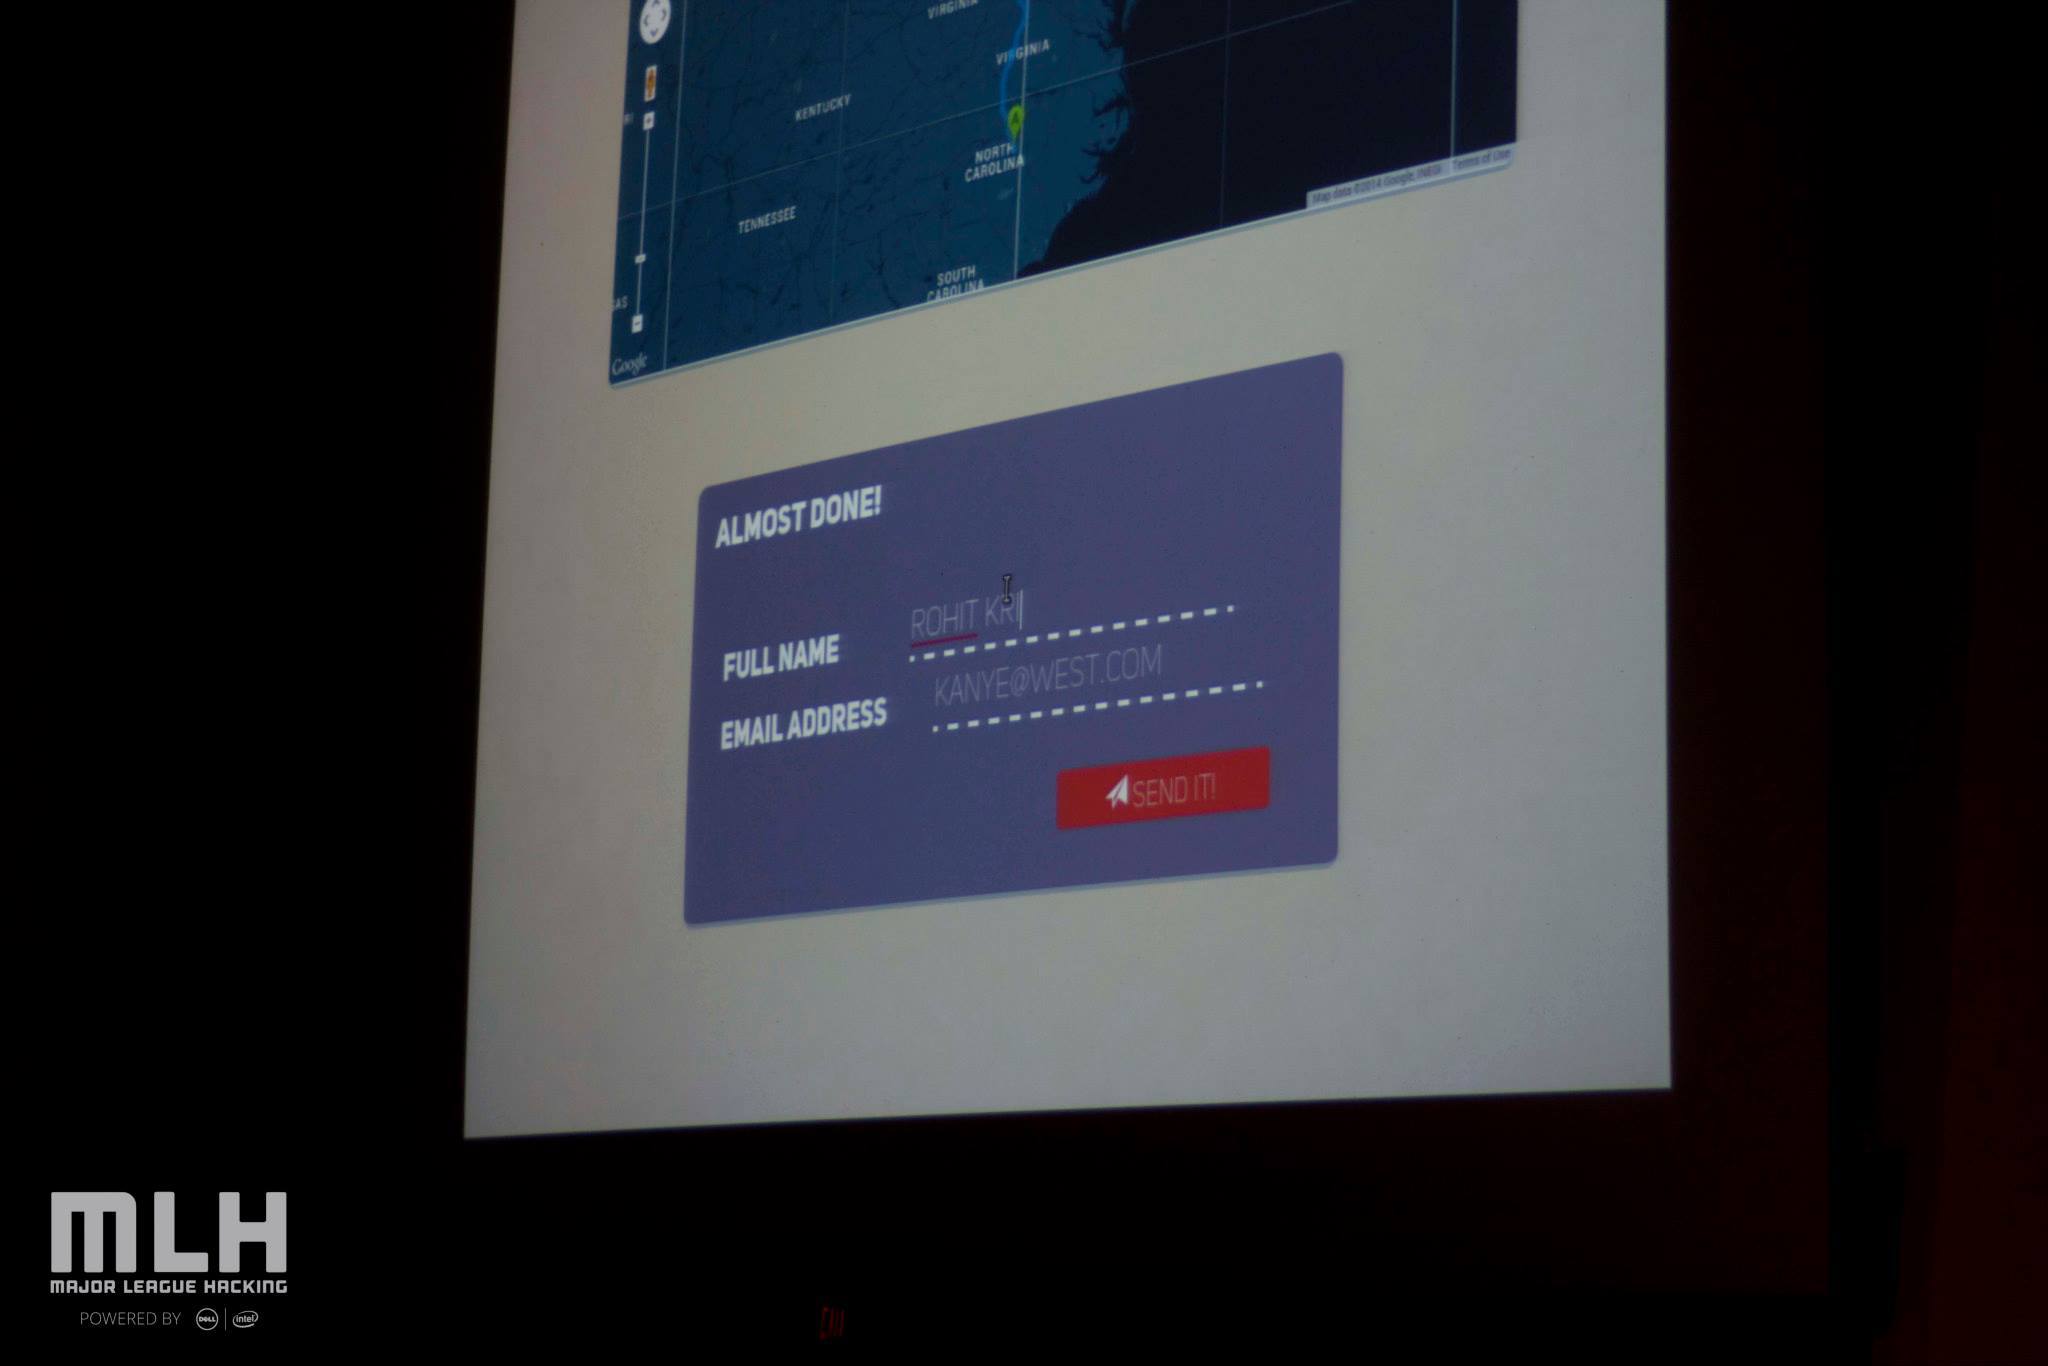 VIRGINIA
VIRGINIA
KENTUCKY
NORTH
CAROLINA
Map data ©2014 Google, INEGI Terms of Use
TENNESSEE
SOUTH
CAROLINA
Google
ALMOST DONE!
FULL NAME ROHIT KRI
EMAIL ADDRESS KANYE@WEST.COM
SEND IT!
MLH
MAJOR LEAGUE HACKING
POWERED BY DELL intel
EXIT